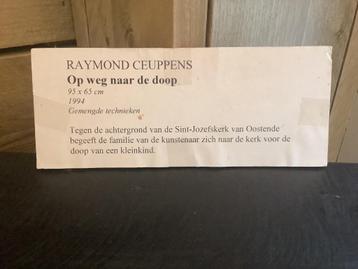 RAYMOND CEUPPENS
Op weg naar de doop
95 x 65 cm
1994
Gemengde technieken
Tegen de achtergrond van de Sint-Jozefskerk van Oostende
begeeft de familie van de kunstenaar zich naar de kerk voor de
doop van een kleinkind.